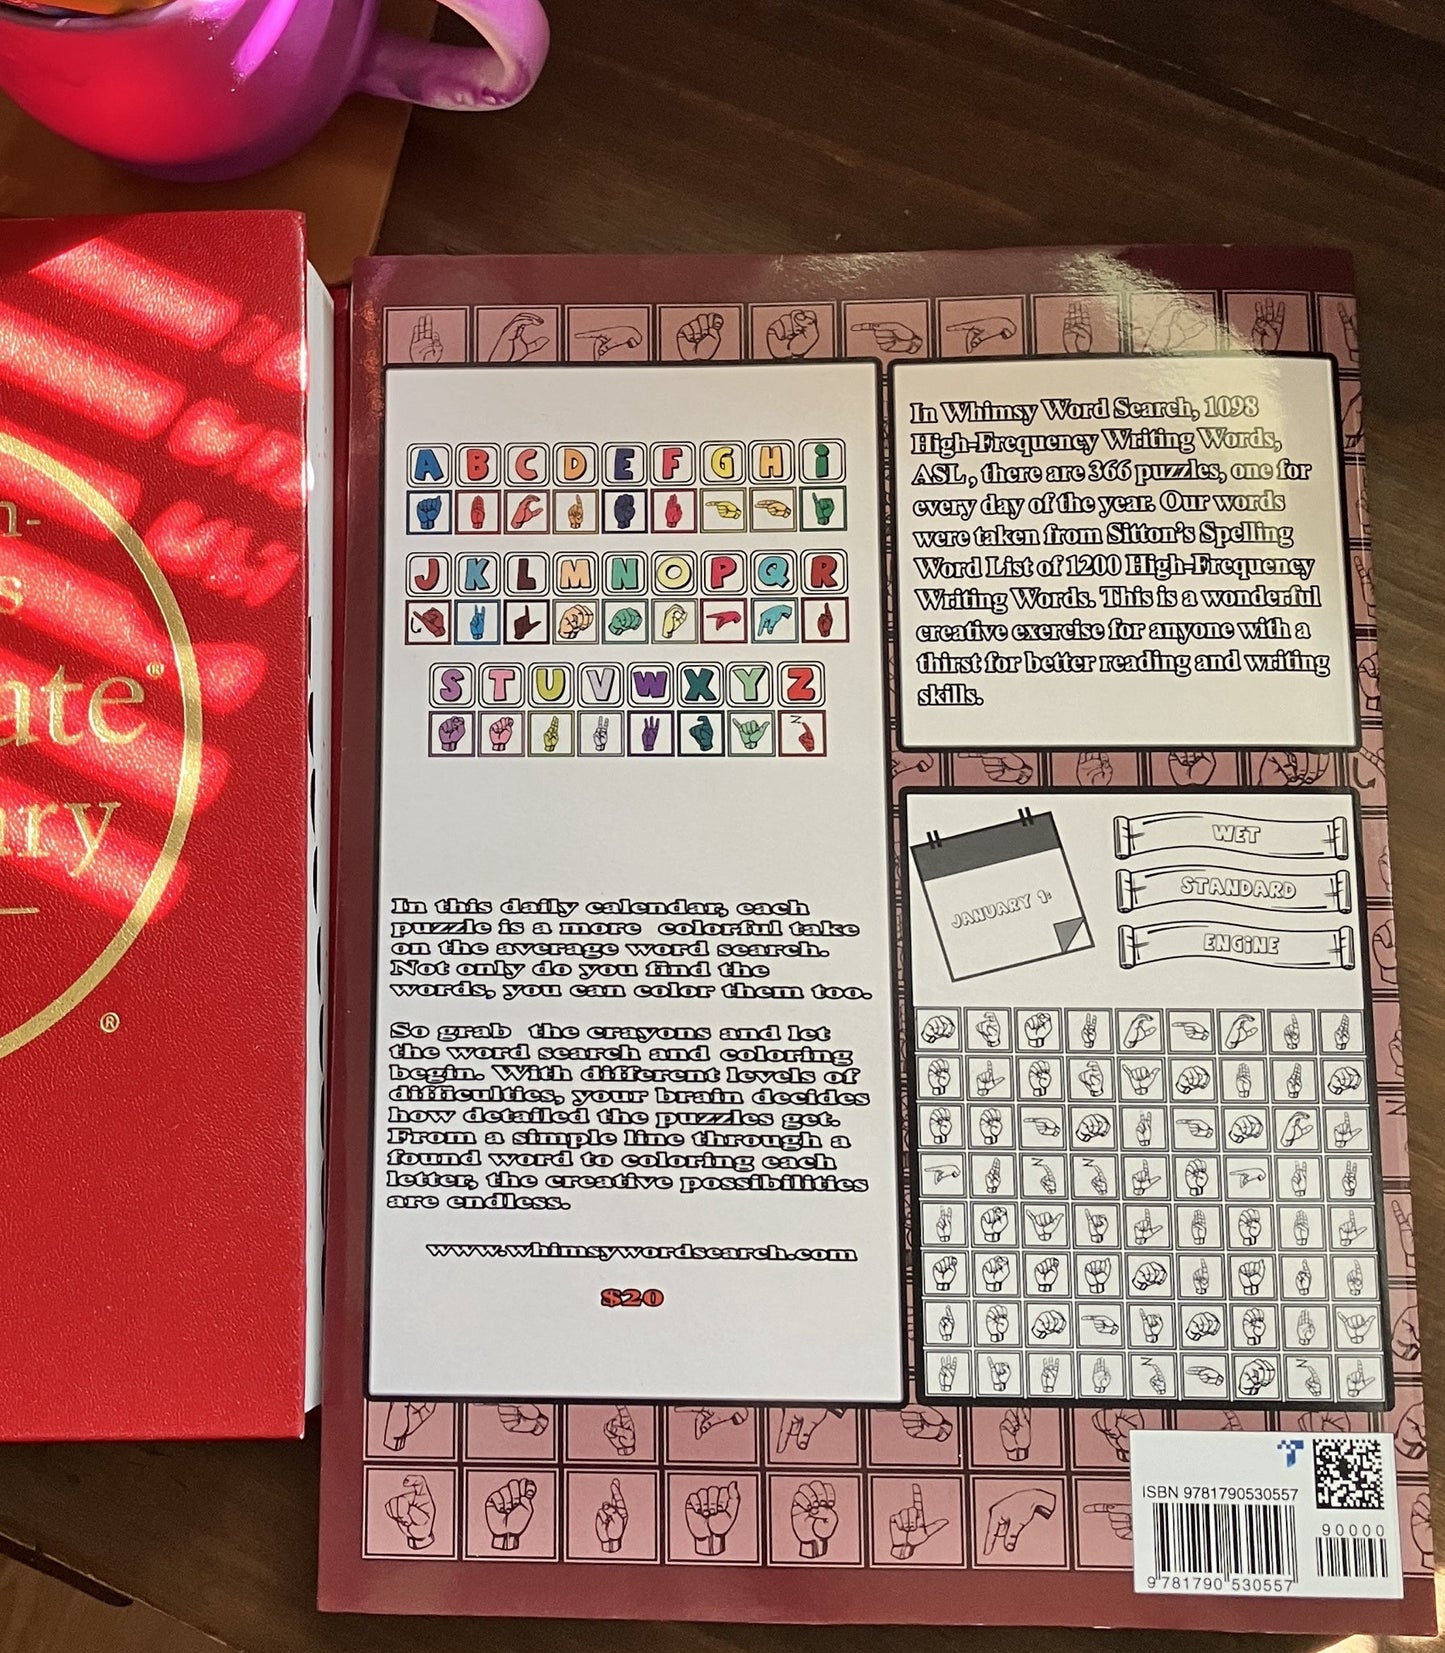 n-
s
ate®
ary
®
A B C D E F G H i
J K L M N O P Q R
S T U V W X Y Z
Z
In this daily calendar, each
puzzle is a more colorful take
on the average word search.
Not only do you find the
words, you can color them too.
So grab the crayons and let
the word search and coloring
begin. With different levels of
difficulties, your brain decides
how detailed the puzzles get.
From a simple line through a
found word to coloring each
letter, the creative possibilities
are endless.
www.whimsywordsearch.com
$20
In Whimsy Word Search, 1098
High-Frequency Writing Words,
ASL, there are 366 puzzles, one for
every day of the year. Our words
were taken from Sitton's Spelling
Word List of 1200 High-Frequency
Writing Words. This is a wonderful
creative exercise for anyone with a
thirst for better reading and writing
skills.
JANUARY 1:
WET
STANDARD
ENGiNE
Z Z
Z Z
ISBN 9781790530557
90000
9 781790 530557